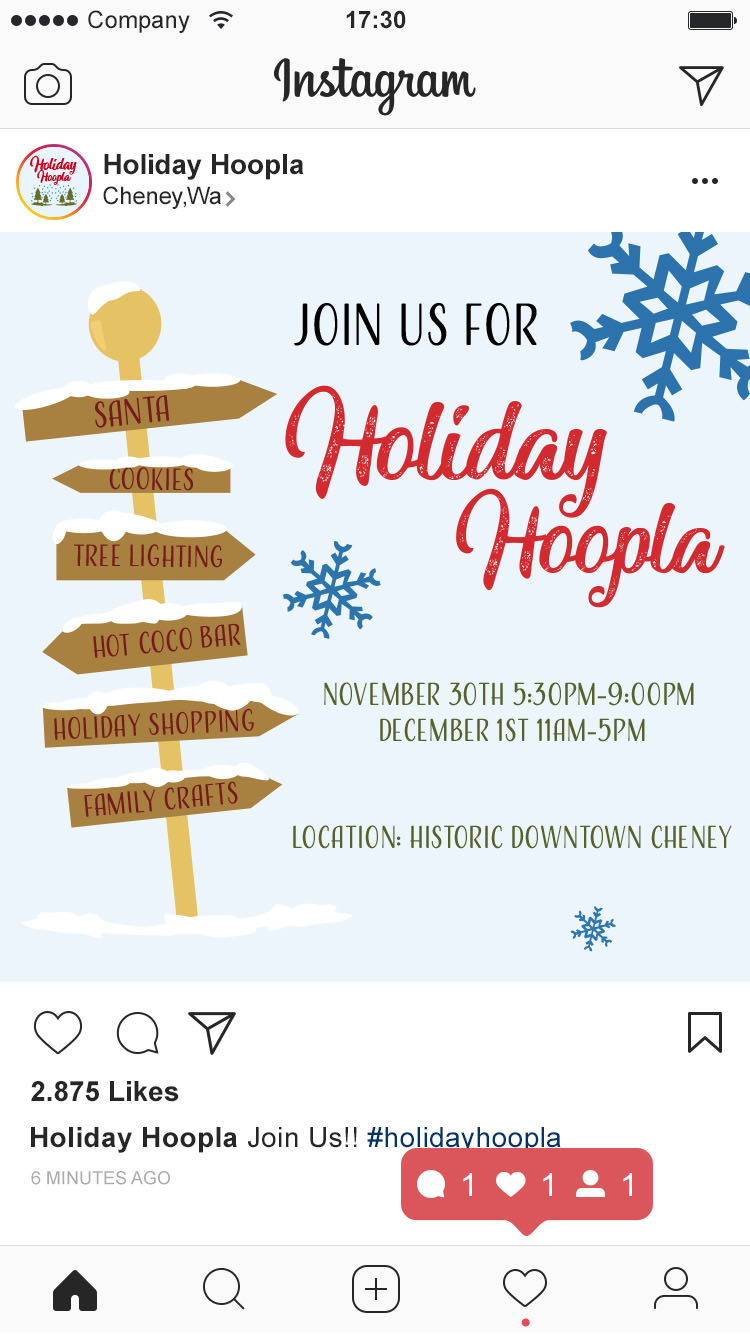 Company 17:30
Instagram
Holiday
Hoopla
Holiday Hoopla
Cheney,Wa
JOIN US FOR
Holiday
Hoopla
SANTA
COOKIES
TREE LIGHTING
HOT COCO BAR
HOLIDAY SHOPPING
FAMILY CRAFTS
NOVEMBER 30TH 5:30PM-9:00PM
DECEMBER 1ST 11AM-5PM
LOCATION: HISTORIC DOWNTOWN CHENEY
2.875 Likes
Holiday Hoopla Join Us!! #holidayhoopla
6 MINUTES AGO
1 1 1